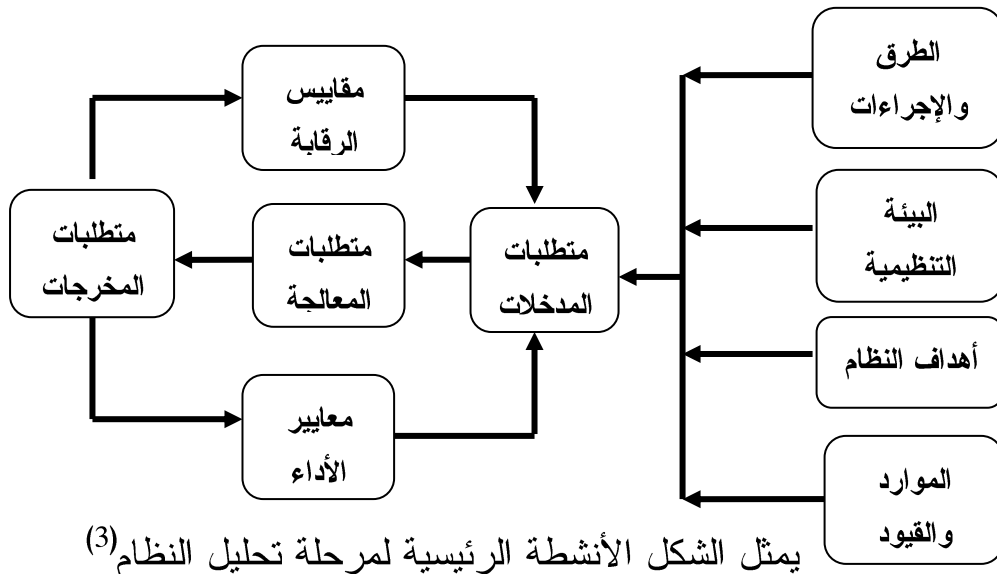 الطرق
والإجراءات
البيئة
التنظيمية
أهداف النظام
الموارد
والقيود
متطلبات
المدخلات
مقاييس
الرقابة
متطلبات
المعالجة
معايير
الأداء
متطلبات
المخرجات
يمثل الشكل الأنشطة الرئيسية لمرحلة تحليل النظام(3)